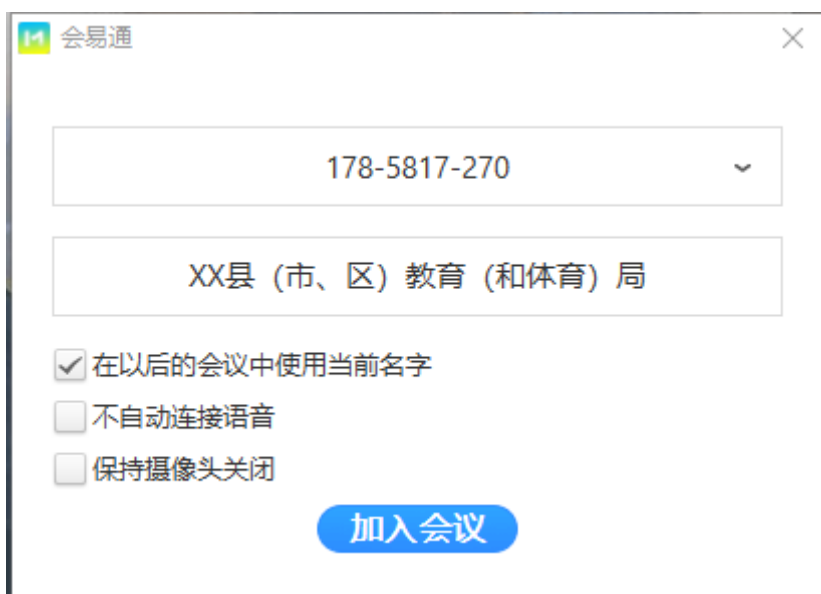 会易通
178-5817-270
XX县（市、区）教育（和体育）局
在以后的会议中使用当前名字
不自动连接语音
保持摄像头关闭
加入会议